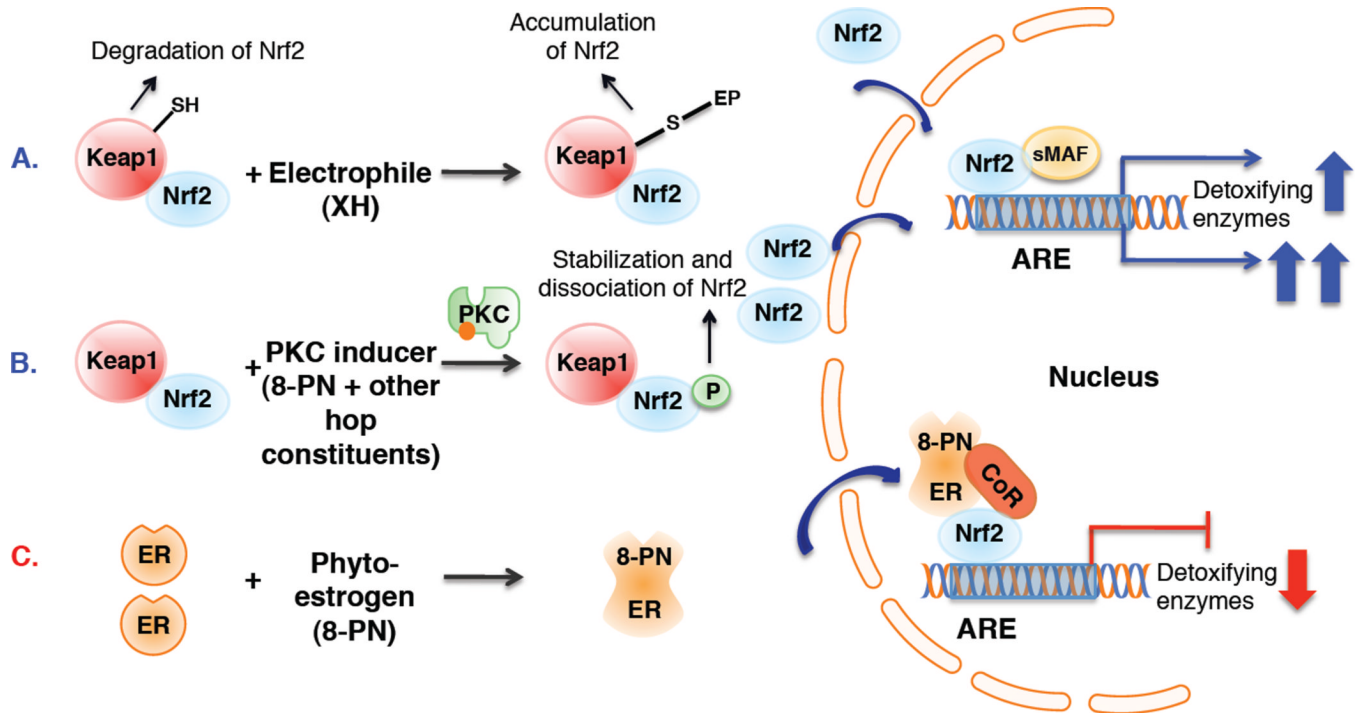 A.
Degradation of Nrf2
SH
Keap1
Nrf2
+ Electrophile
(XH)
Accumulation
of Nrf2
EP
S
Keap1
Nrf2
Nrf2
Nrf2
sMAF
Detoxifying
enzymes
ARE
B.
Keap1
Nrf2
+ PKC inducer
(8-PN + other
hop
constituents)
PKC
Stabilization and
dissociation of Nrf2
Keap1
Nrf2
P
Nrf2
Nrf2
Nucleus
C.
ER
ER
+
Phyto-
estrogen
(8-PN)
8-PN
ER
8-PN
ER
CoR
Nrf2
Detoxifying
enzymes
ARE